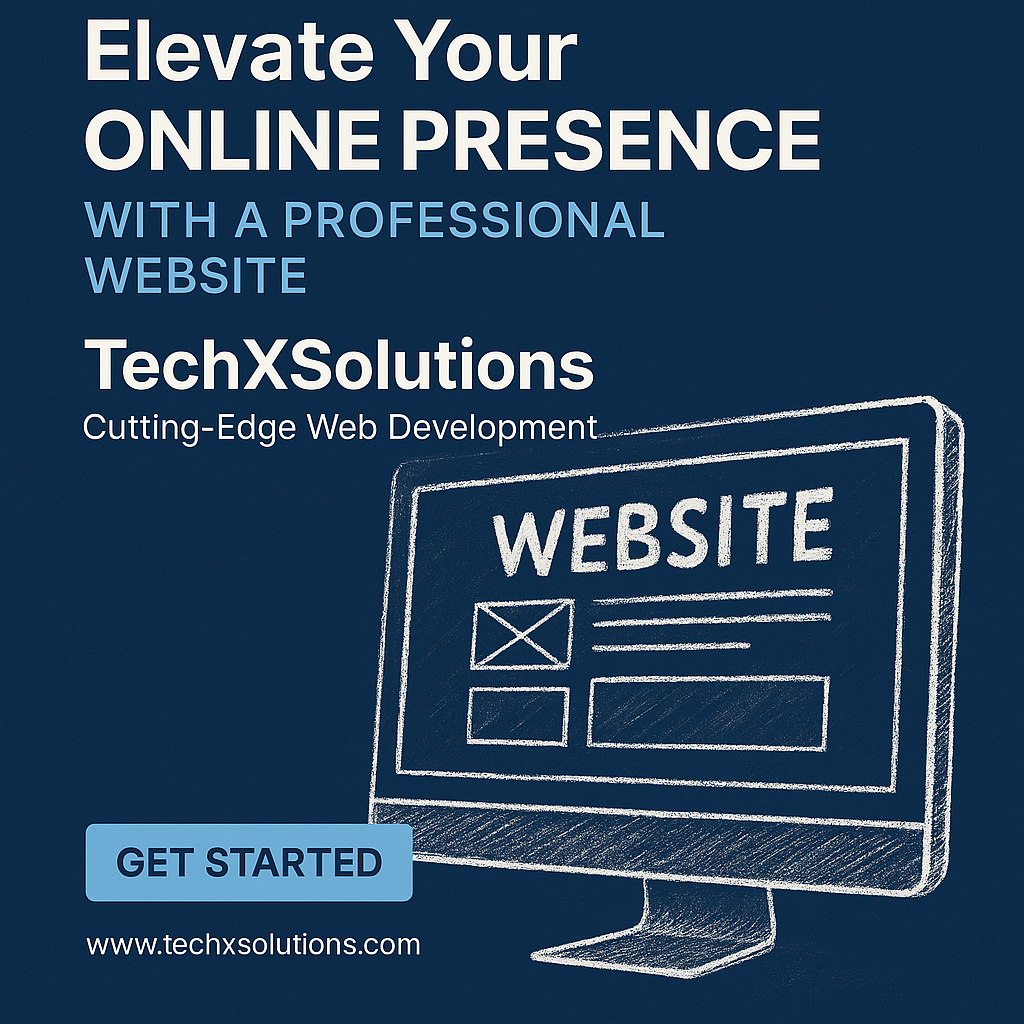 Elevate Your
ONLINE PRESENCE
WITH A PROFESSIONAL
WEBSITE
TechXSolutions
Cutting-Edge Web Development
WEBSITE
GET STARTED
www.techxsolutions.com